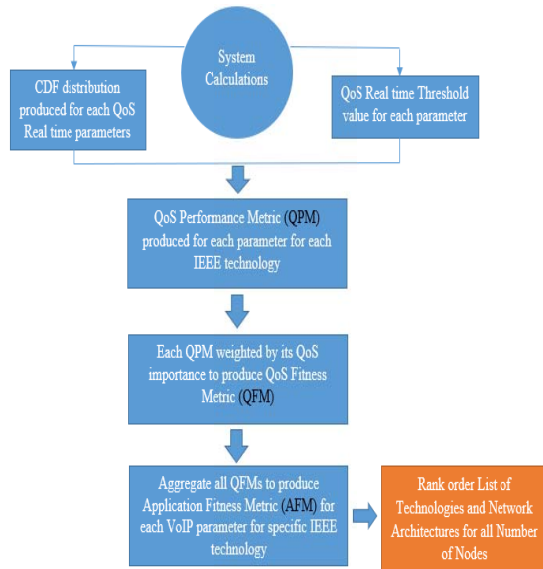 System
Calculations
CDF distribution
produced for each QoS
Real time parameters
QoS Real time Threshold
value for each parameter
QoS Performance Metric (QPM)
produced for each parameter for each
IEEE technology
Each QPM weighted by its QoS
importance to produce QoS Fitness
Metric (QFM)
Aggregate all QFMs to produce
Application Fitness Metric (AFM) for
each VoIP parameter for specific IEEE
technology
Rank order List of
Technologies and Network
Architectures for all Number
of Nodes